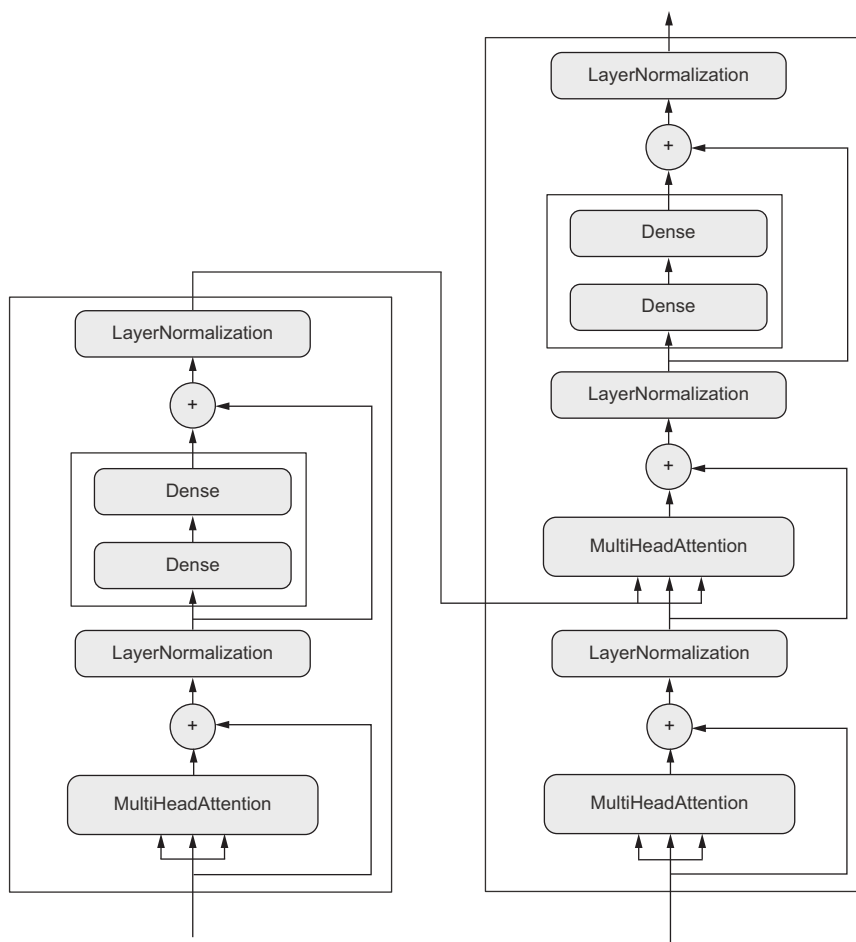 LayerNormalization
+
Dense
Dense
LayerNormalization
+
MultiHeadAttention
LayerNormalization
+
Dense
Dense
LayerNormalization
+
MultiHeadAttention
LayerNormalization
+
MultiHeadAttention